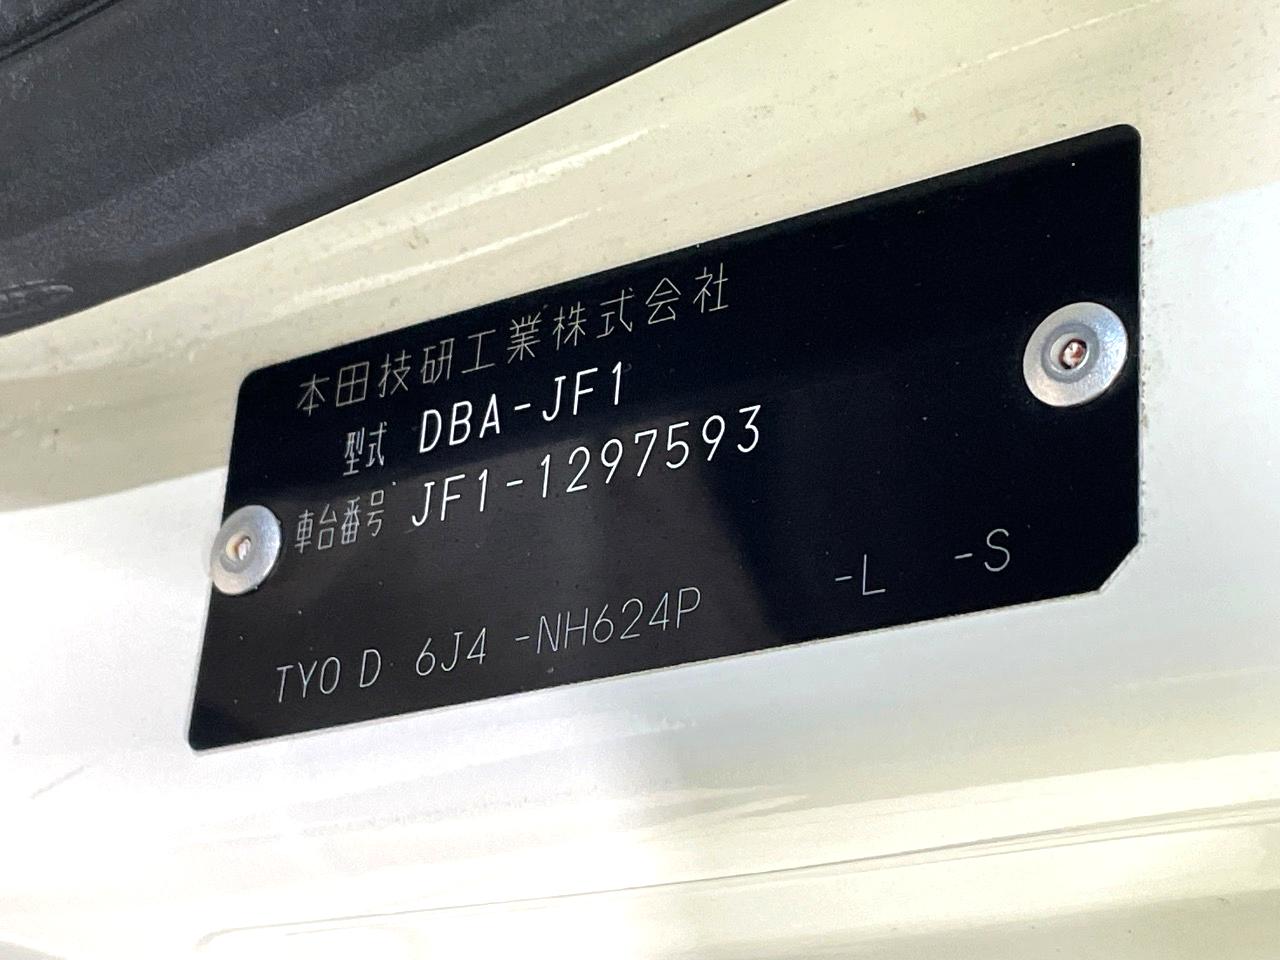 本田技研工業株式会社
型式 DBA-JF1
車台番号 JF1-1297593
TYO D 6J4 -NH624P -L -S